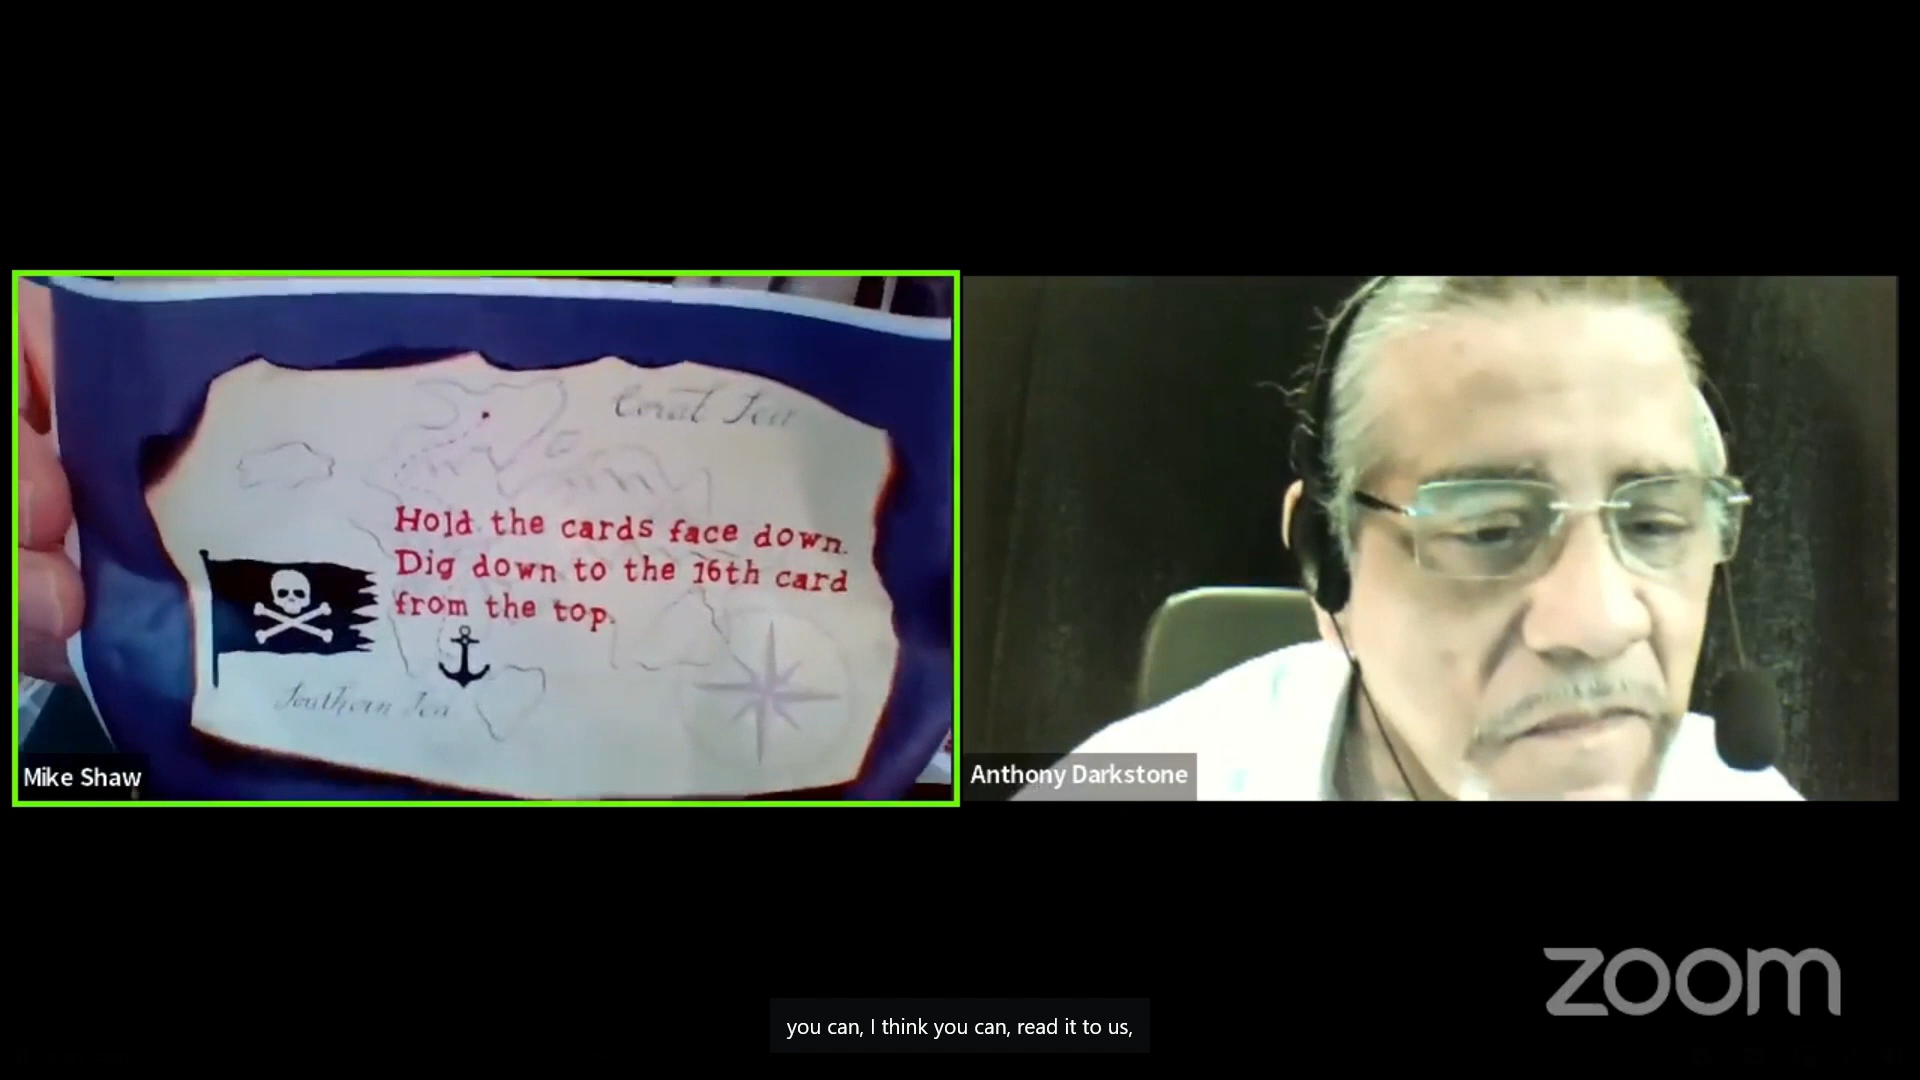 Coral Sea
Hold the cards face down.
Dig down to the 16th card
from the top.
Southern Sea
Mike Shaw
Anthony Darkstone
zoom
you can, I think you can, read it to us,